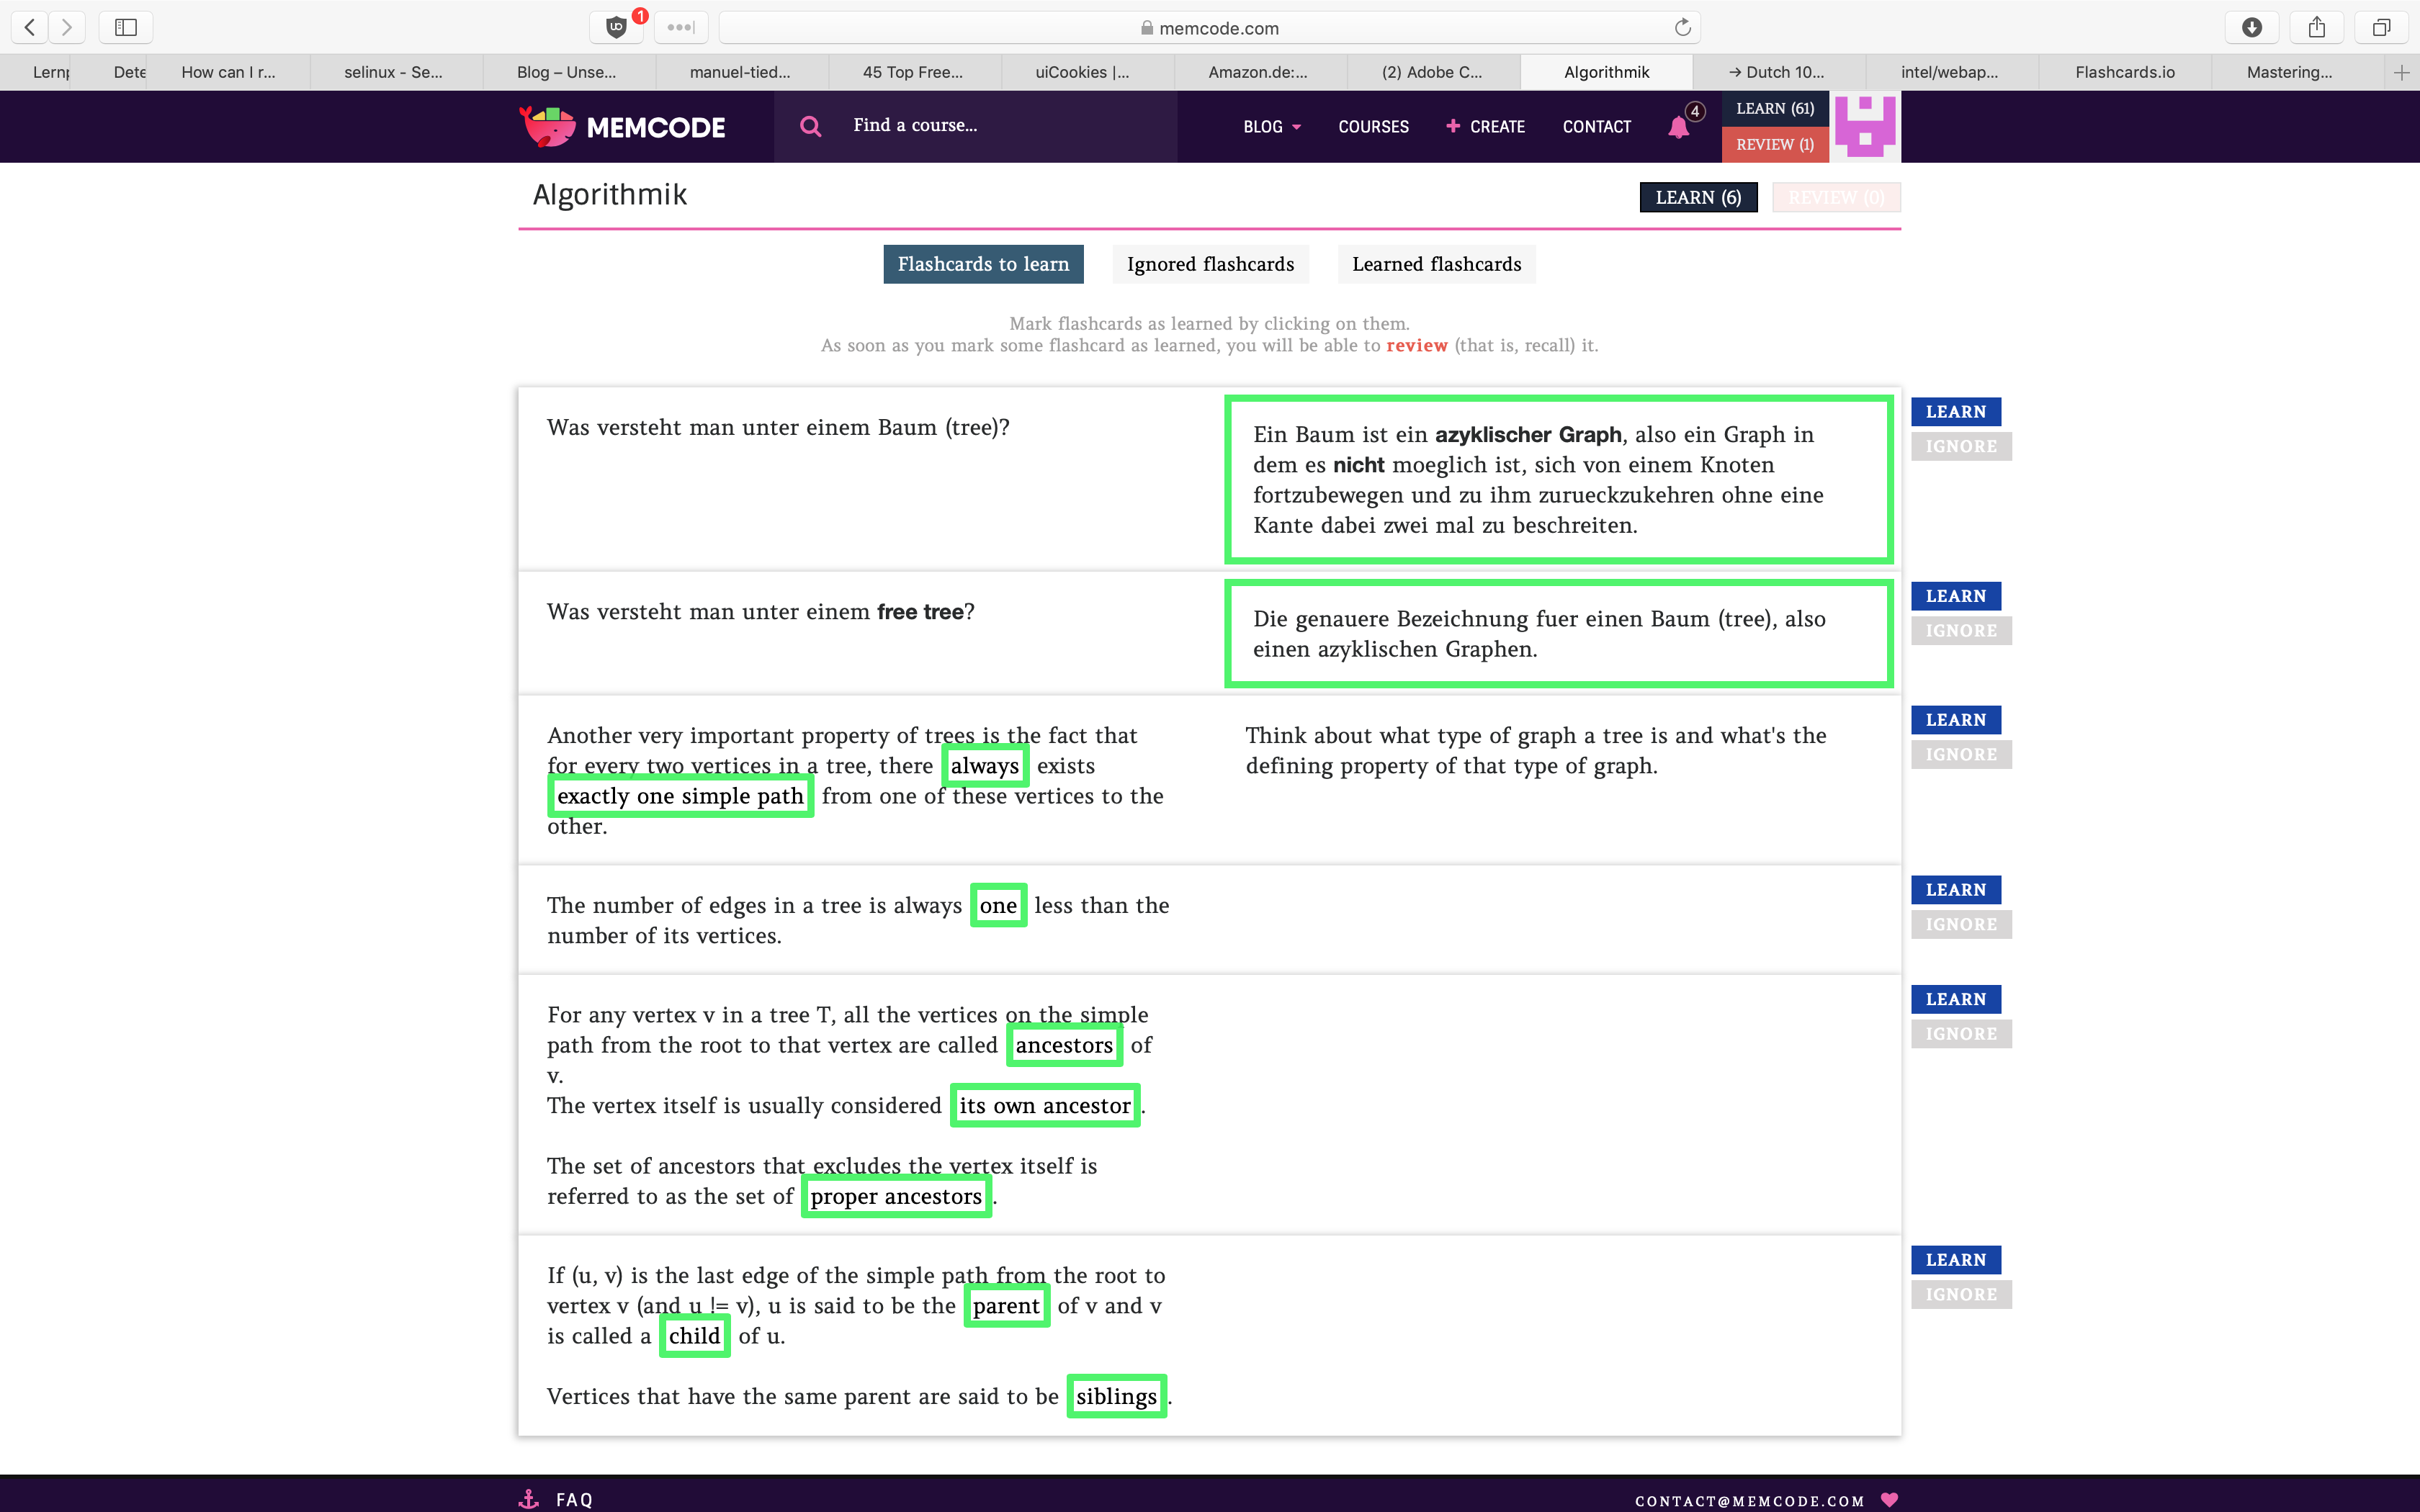 1
memcode.com
Lernp
Dete
How can I r...
selinux - Se...
Blog – Unse...
manuel-tied...
45 Top Free...
uiCookies |...
Amazon.de:...
(2) Adobe C...
Algorithmik
→ Dutch 10...
intel/webap...
Flashcards.io
Mastering...
MEMCODE
Find a course...
BLOG
COURSES
+ CREATE
CONTACT
4
LEARN (61)
REVIEW (1)
Algorithmik
LEARN (6)
REVIEW (0)
Flashcards to learn
Ignored flashcards
Learned flashcards
Mark flashcards as learned by clicking on them.
As soon as you mark some flashcard as learned, you will be able to review (that is, recall) it.
Was versteht man unter einem Baum (tree)?
Ein Baum ist ein azyklischer Graph, also ein Graph in
dem es nicht moeglich ist, sich von einem Knoten
fortzubewegen und zu ihm zurueckzukehren ohne eine
Kante dabei zwei mal zu beschreiten.
LEARN
IGNORE
Was versteht man unter einem free tree?
Die genauere Bezeichnung fuer einen Baum (tree), also
einen azyklischen Graphen.
LEARN
IGNORE
Another very important property of trees is the fact that
for every two vertices in a tree, there always exists
exactly one simple path from one of these vertices to the
other.
Think about what type of graph a tree is and what's the
defining property of that type of graph.
LEARN
IGNORE
The number of edges in a tree is always one less than the
number of its vertices.
LEARN
IGNORE
For any vertex v in a tree T, all the vertices on the simple
path from the root to that vertex are called ancestors of
v.
The vertex itself is usually considered its own ancestor.
The set of ancestors that excludes the vertex itself is
referred to as the set of proper ancestors.
LEARN
IGNORE
If (u, v) is the last edge of the simple path from the root to
vertex v (and u != v), u is said to be the parent of v and v
is called a child of u.
Vertices that have the same parent are said to be siblings.
LEARN
IGNORE
FAQ
CONTACT@MEMCODE.COM